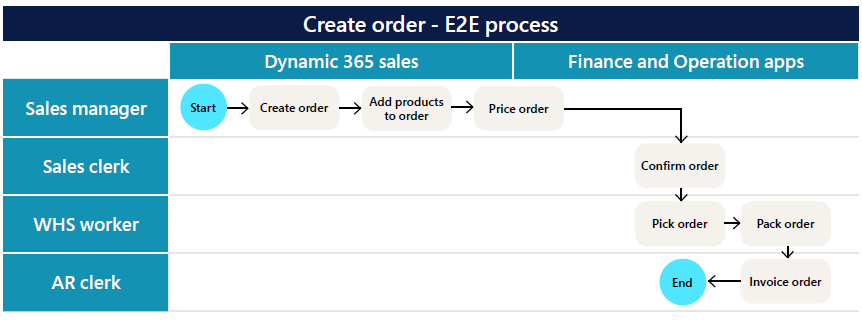 Create order - E2E process
Dynamic 365 sales
Finance and Operation apps
Sales manager
Start
Create order
Add products
to order
Price order
Sales clerk
Confirm order
WHS worker
Pick order
Pack order
AR clerk
End
Invoice order